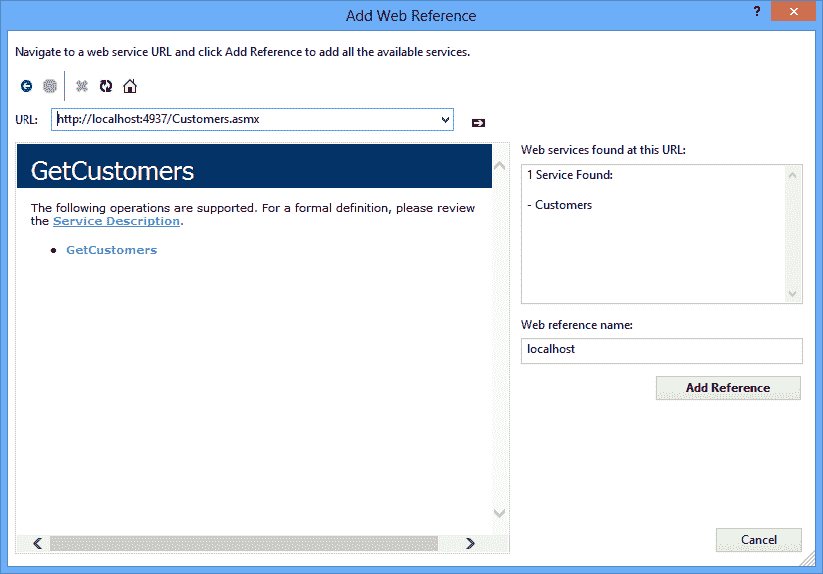 Add Web Reference
?
Navigate to a web service URL and click Add Reference to add all the available services.
URL:
http://localhost:4937/Customers.asmx
GetCustomers
The following operations are supported. For a formal definition, please review
the Service Description.
• GetCustomers
Web services found at this URL:
1 Service Found:
- Customers
Web reference name:
localhost
Add Reference
Cancel